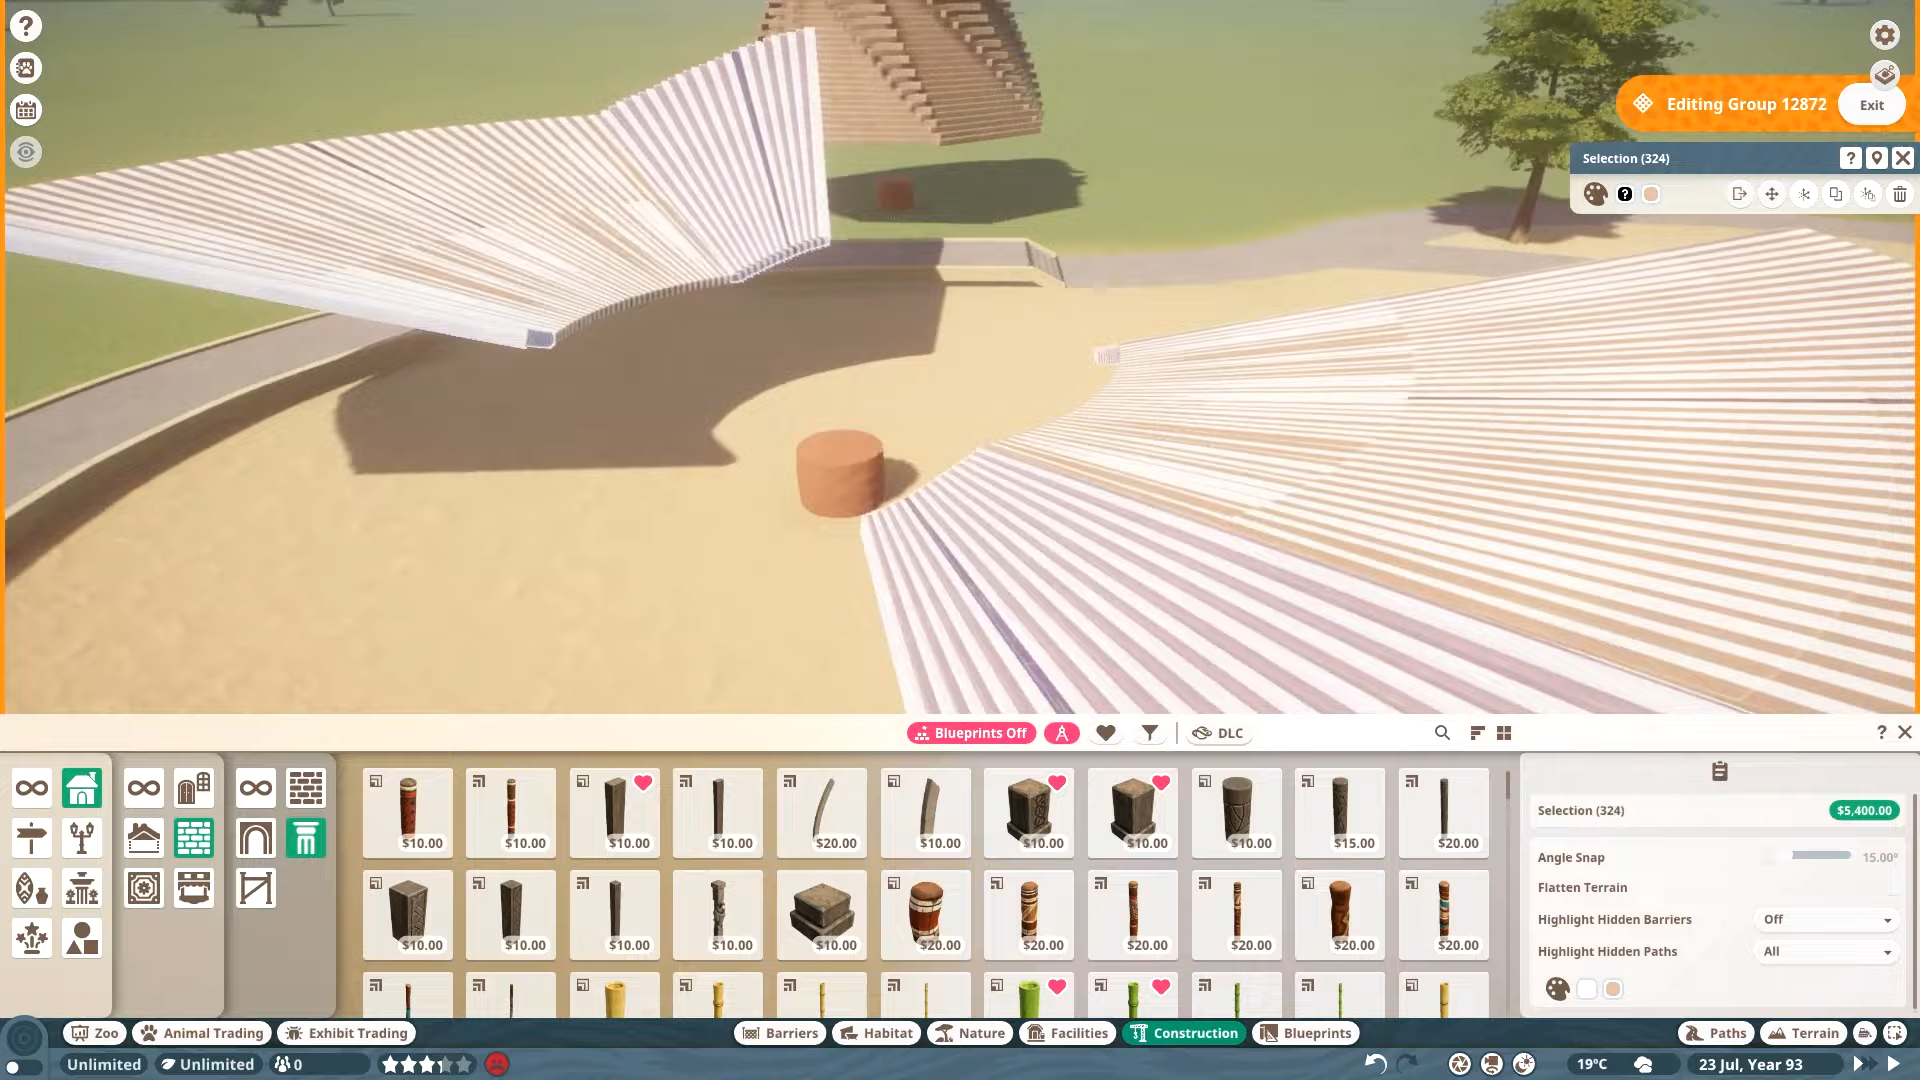 ?
Editing Group 12872
Exit
Selection (324)
?
?
Blueprints Off
DLC
?
$10.00 $10.00 $10.00 $10.00 $20.00 $10.00 $10.00 $10.00 $10.00 $15.00 $20.00
$10.00 $10.00 $10.00 $10.00 $10.00 $20.00 $20.00 $20.00 $20.00 $20.00 $20.00
Selection (324)
$5,400.00
Angle Snap
15.00°
Flatten Terrain
Highlight Hidden Barriers
Off
Highlight Hidden Paths
All
Zoo
Animal Trading
Exhibit Trading
Barriers
Habitat
Nature
Facilities
Construction
Blueprints
Paths
Terrain
Unlimited
Unlimited
0
19°C
23 Jul, Year 93